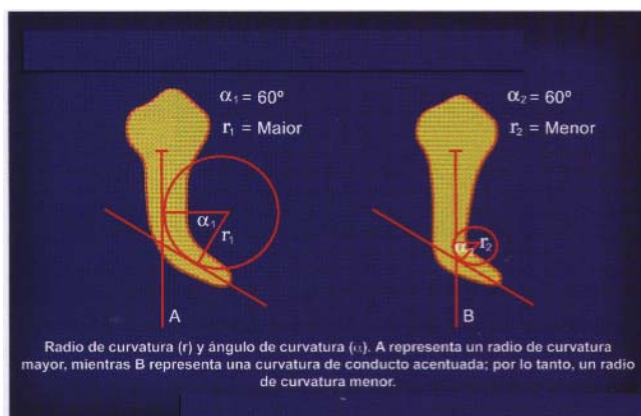 α₁ = 60º
r₁ = Maior
α₂ = 60º
r₂ = Menor
α₁
r₁
α₂
r₂
A
B
Radio de curvatura (r) y ángulo de curvatura (α). A representa un radio de curvatura
mayor, mientras B representa una curvatura de conducto acentuada; por lo tanto, un radio
de curvatura menor.